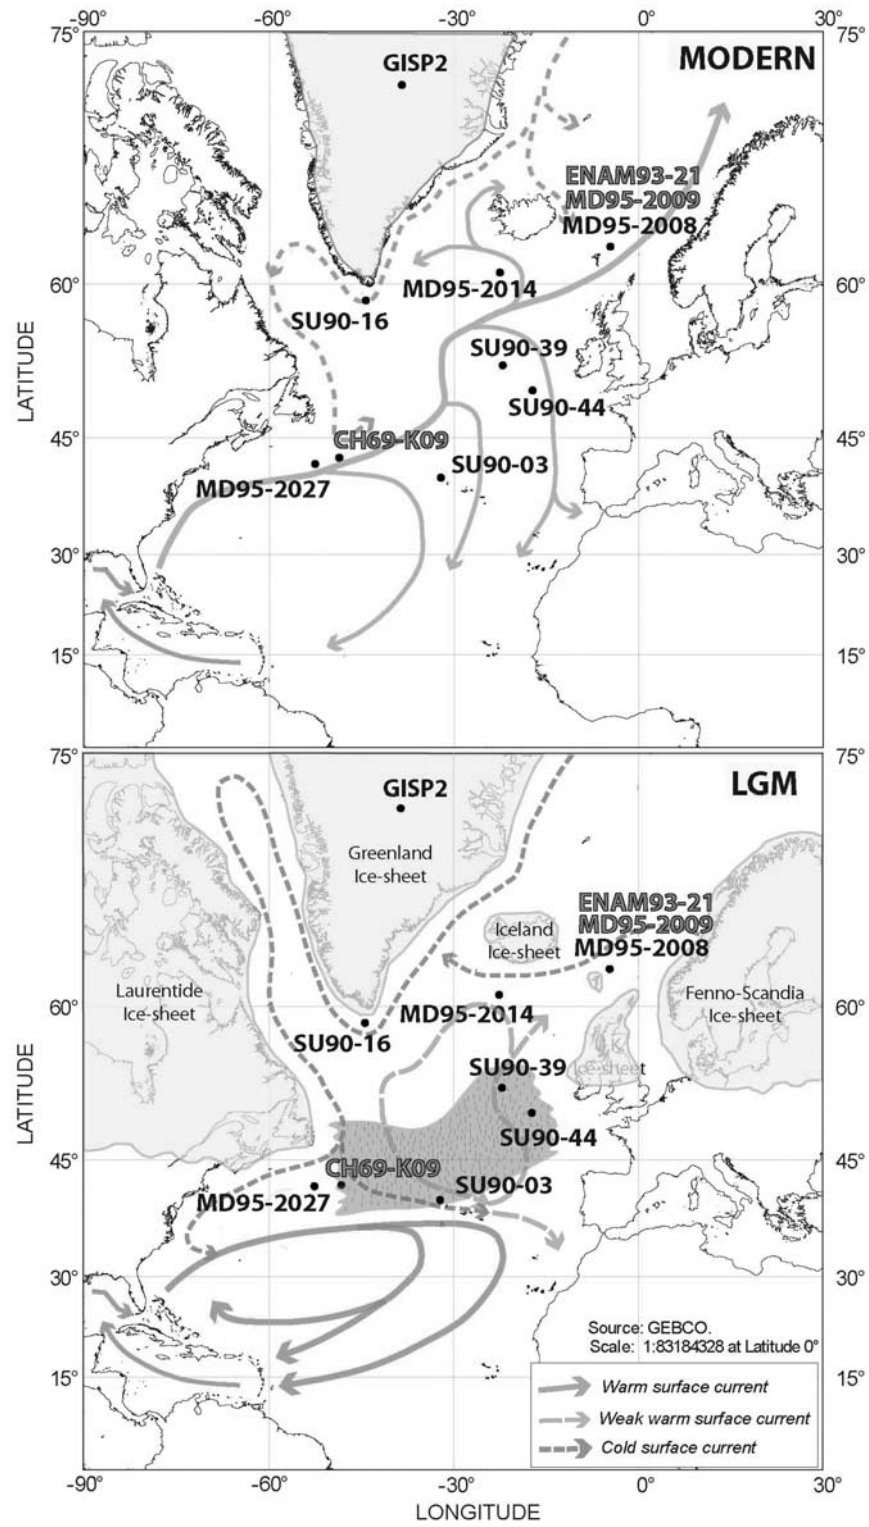 -90° -60° -30° 0° 30°
75° 75°
GISP2
MODERN
ENAM93-21
MD95-2009
MD95-2008
60° MD95-2014 60°
SU90-16
SU90-39
SU90-44
LATITUDE
45° 45°
CH69-K09
SU90-03
MD95-2027
30° 30°
15° 15°
75° 75°
GISP2
LGM
Greenland
Ice-sheet
ENAM93-21
MD95-2009
MD95-2008
Iceland
Ice-sheet
Laurentide
Ice-sheet
Fenno-Scandia
Ice-sheet
60° MD95-2014 60°
SU90-16
SU90-39
Ice-sheet
LATITUDE
SU90-44
45° 45°
CH69-K09
SU90-03
MD95-2027
30° 30°
Source: GEBCO.
Scale: 1:83184328 at Latitude 0°
15° 15°
Warm surface current
Weak warm surface current
Cold surface current
-90° -60° -30° 0° 30°
LONGITUDE